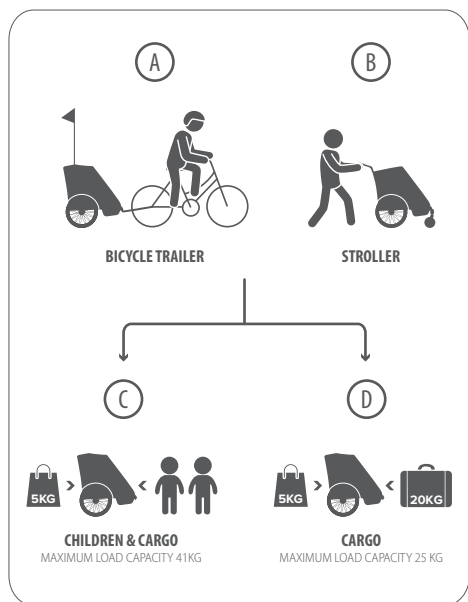 A
B
BICYCLE TRAILER
STROLLER
C
D
5KG
5KG
20KG
CHILDREN & CARGO
MAXIMUM LOAD CAPACITY 41KG
CARGO
MAXIMUM LOAD CAPACITY 25 KG